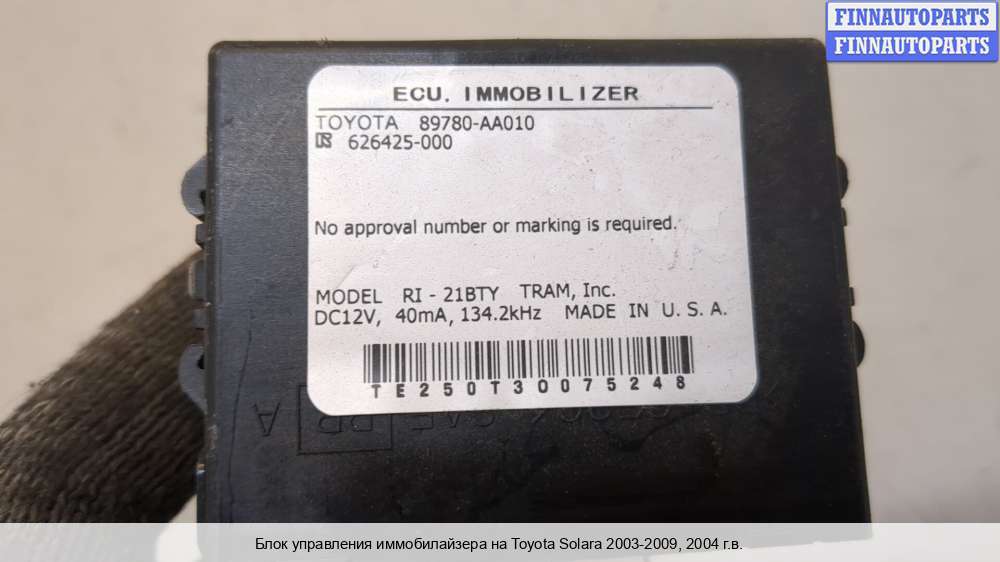 FINNAUTOPARTS
FINNAUTOPARTS
ECU. IMMOBILIZER
TOYOTA 89780-AA010
626425-000
No approval number or marking is required.
MODEL RI - 21BTY TRAM, Inc.
DC12V, 40mA, 134.2kHz MADE IN U. S. A.
TE250T30075248
Блок управления иммобилайзера на Toyota Solara 2003-2009, 2004 г.в.